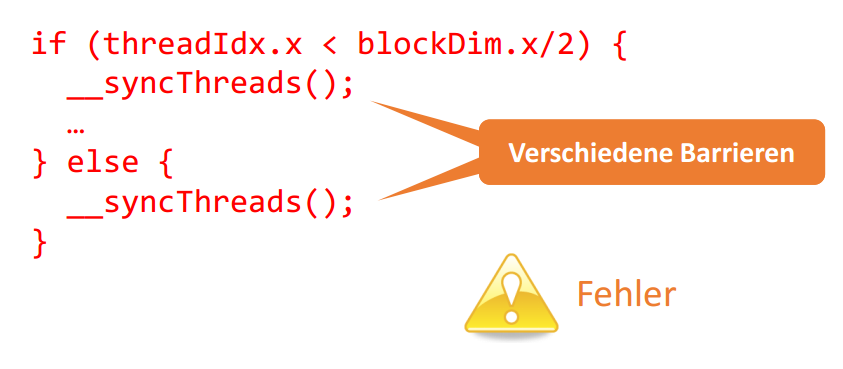 if (threadIdx.x < blockDim.x/2) {
__syncThreads();
…
} else {
__syncThreads();
}
Verschiedene Barrieren
Fehler